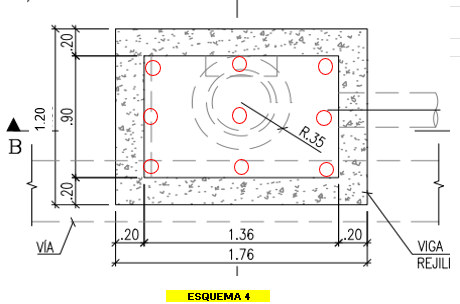 .20
1.20
.90
.20
B
R.35
.20
1.36
.20
1.76
VÍA
VIGA
REJILI
ESQUEMA 4